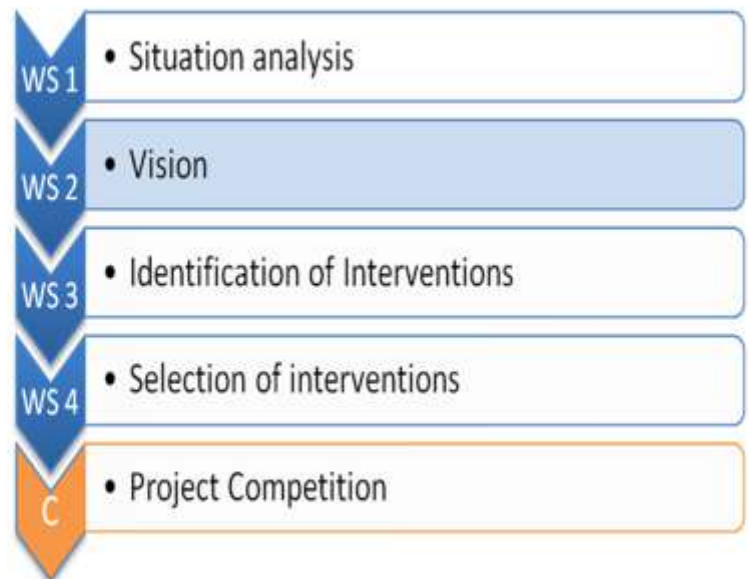 WS 1 • Situation analysis
WS 2 • Vision
WS 3 • Identification of Interventions
WS 4 • Selection of interventions
C • Project Competition